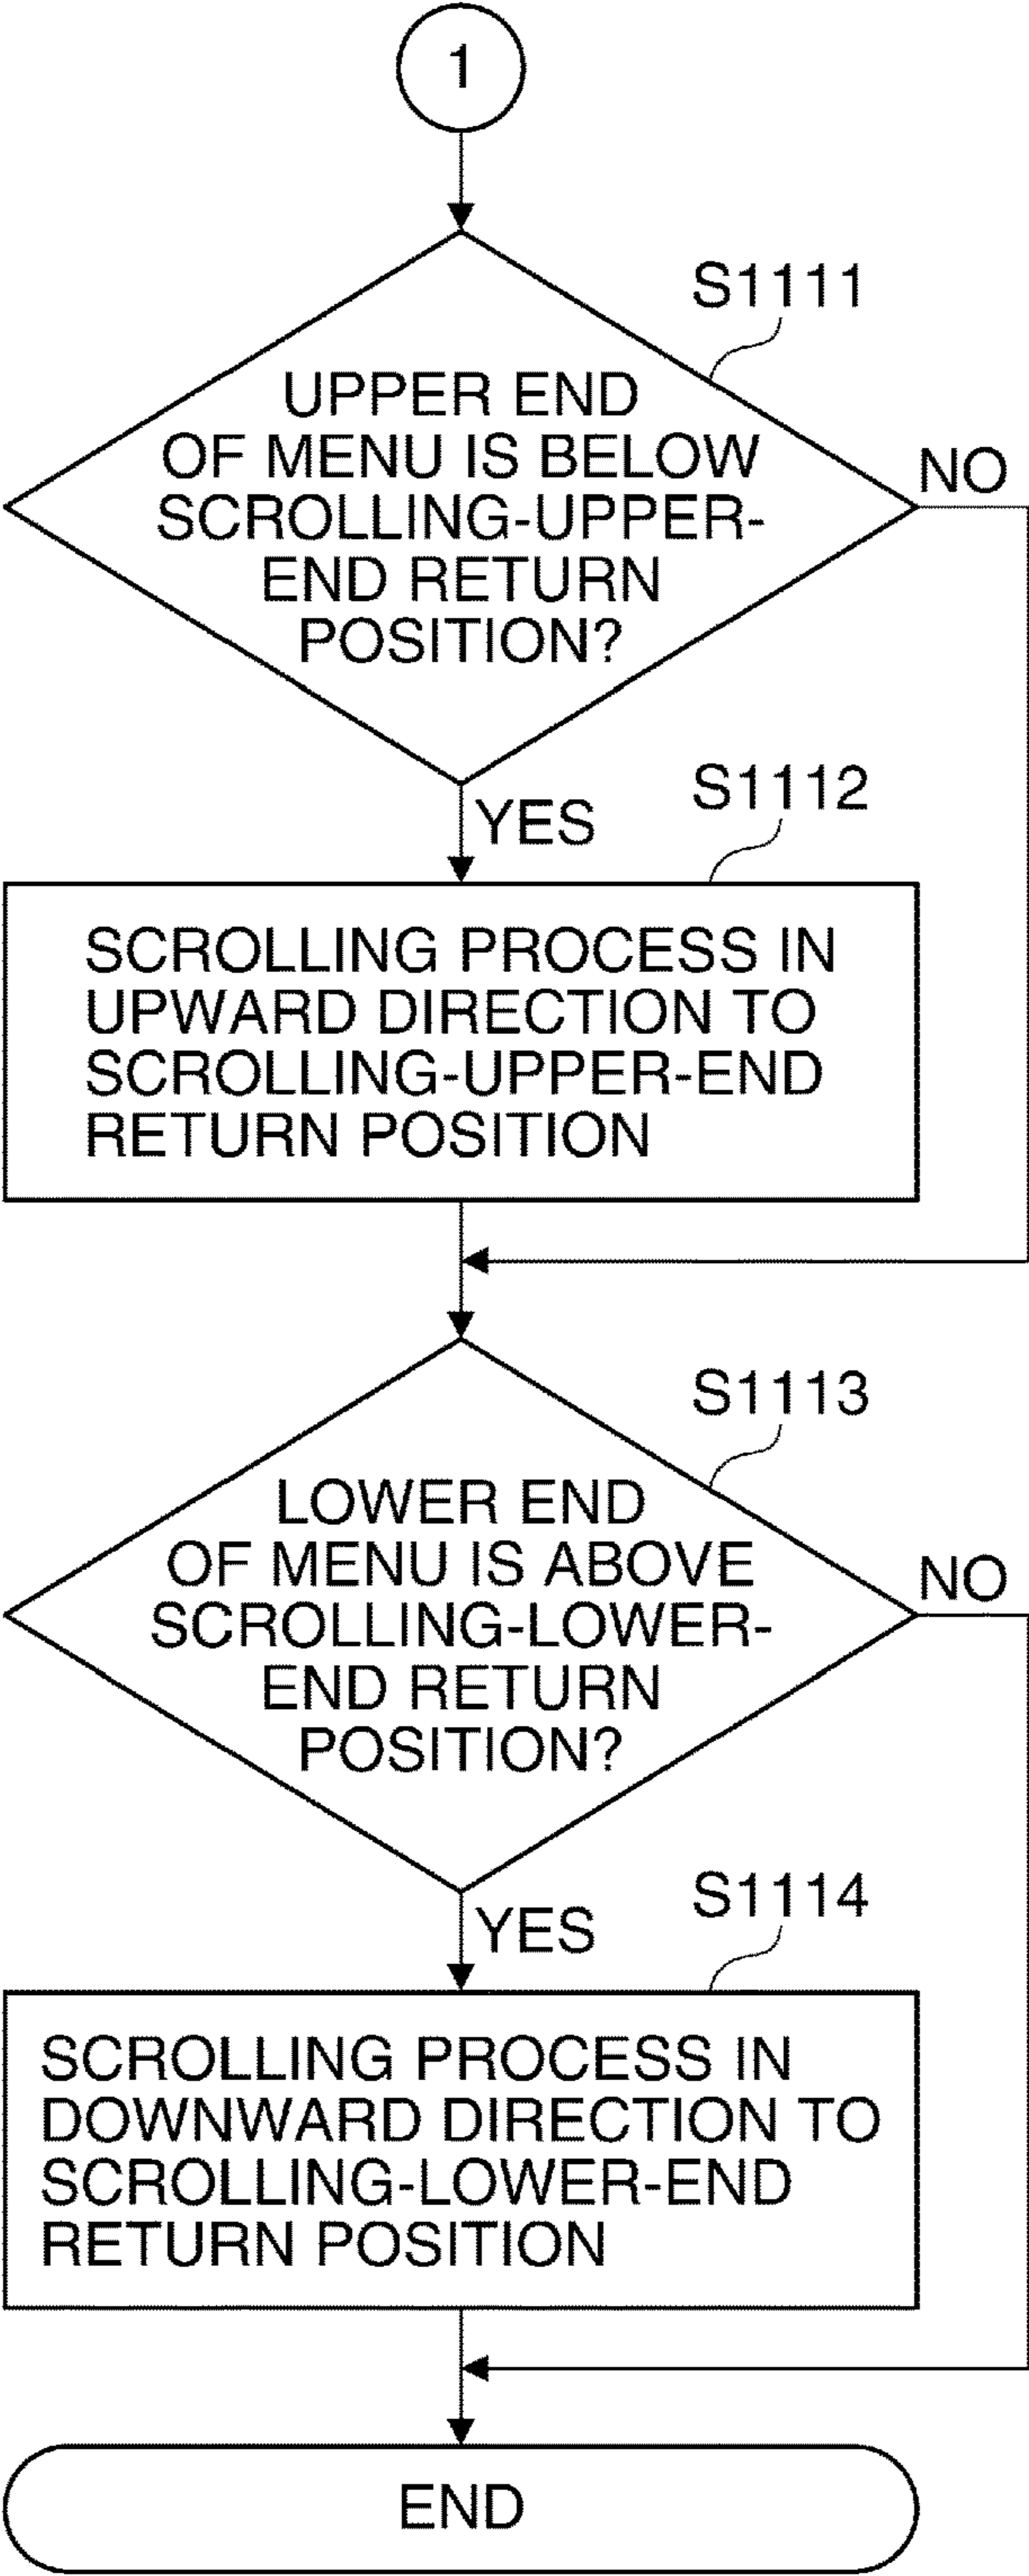 1
S1111
UPPER END
OF MENU IS BELOW
SCROLLING-UPPER-
END RETURN
POSITION?
NO
YES
S1112
SCROLLING PROCESS IN
UPWARD DIRECTION TO
SCROLLING-UPPER-END
RETURN POSITION
S1113
LOWER END
OF MENU IS ABOVE
SCROLLING-LOWER-
END RETURN
POSITION?
NO
YES
S1114
SCROLLING PROCESS IN
DOWNWARD DIRECTION TO
SCROLLING-LOWER-END
RETURN POSITION
END